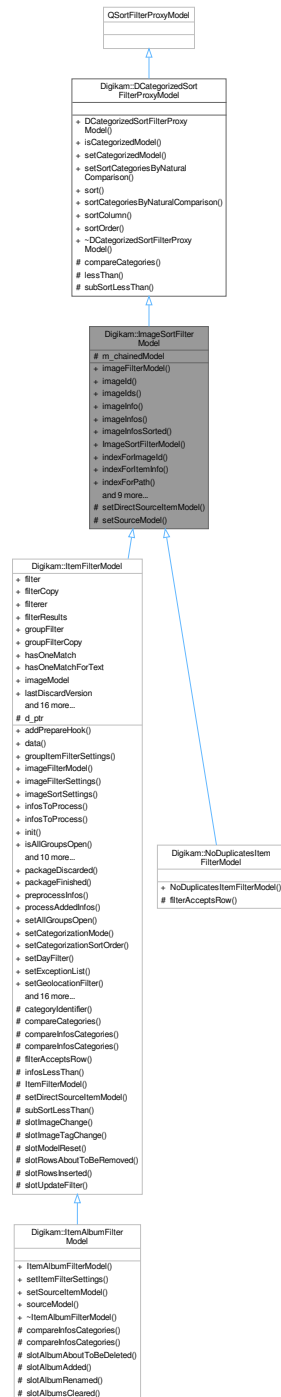 QSortFilterProxyModel
Digikam::DCategorizedSort
FilterProxyModel
+ DCategorizedSortFilterProxy
Model()
+ isCategorizedModel()
+ setCategorizedModel()
+ setSortCategoriesByNatural
Comparison()
+ sort()
+ sortCategoriesByNaturalComparison()
+ sortColumn()
+ sortOrder()
+ ~DCategorizedSortFilterProxy
Model()
# compareCategories()
# lessThan()
# subSortLessThan()
Digikam::ImageSortFilter
Model
# m_chainedModel
+ imageFilterModel()
+ imageId()
+ imageIds()
+ imageInfo()
+ imageInfos()
+ imageInfosSorted()
+ ImageSortFilterModel()
+ indexForImageId()
+ indexForItemInfo()
+ indexForPath()
and 9 more...
# setDirectSourceItemModel()
# setSourceModel()
Digikam::ItemFilterModel
+ filter
+ filterCopy
+ filterer
+ filterResults
+ groupFilter
+ groupFilterCopy
+ hasOneMatch
+ hasOneMatchForText
+ imageModel
+ lastDiscardVersion
and 16 more...
# d_ptr
+ addPrepareHook()
+ data()
+ groupItemFilterSettings()
+ imageFilterModel()
+ imageFilterSettings()
+ imageSortSettings()
+ infosToProcess()
+ infosToProcess()
+ init()
+ isAllGroupsOpen()
and 10 more...
+ packageDiscarded()
+ packageFinished()
+ preprocessInfos()
+ processAddedInfos()
+ setAllGroupsOpen()
+ setCategorizationMode()
+ setCategorizationSortOrder()
+ setDayFilter()
+ setExceptionList()
+ setGeolocationFilter()
and 16 more...
# categoryIdentifier()
# compareCategories()
# compareInfosCategories()
# compareInfosCategories()
# filterAcceptsRow()
# infosLessThan()
# ItemFilterModel()
# setDirectSourceItemModel()
# subSortLessThan()
# slotImageChange()
# slotImageTagChange()
# slotModelReset()
# slotRowsAboutToBeRemoved()
# slotRowsInserted()
# slotUpdateFilter()
Digikam::NoDuplicatesItem
FilterModel
+ NoDuplicatesItemFilterModel()
# filterAcceptsRow()
Digikam::ItemAlbumFilter
Model
+ ItemAlbumFilterModel()
+ setItemFilterSettings()
+ setSourceItemModel()
+ sourceModel()
+ ~ItemAlbumFilterModel()
# compareInfosCategories()
# compareInfosCategories()
# slotAlbumAboutToBeDeleted()
# slotAlbumAdded()
# slotAlbumRenamed()
# slotAlbumsCleared()